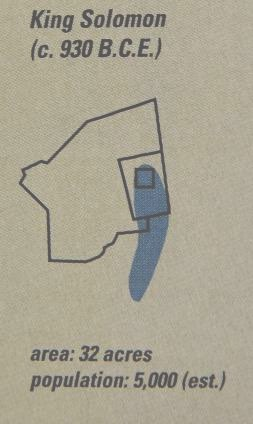 King Solomon
(c. 930 B.C.E.)
area: 32 acres
population: 5,000 (est.)